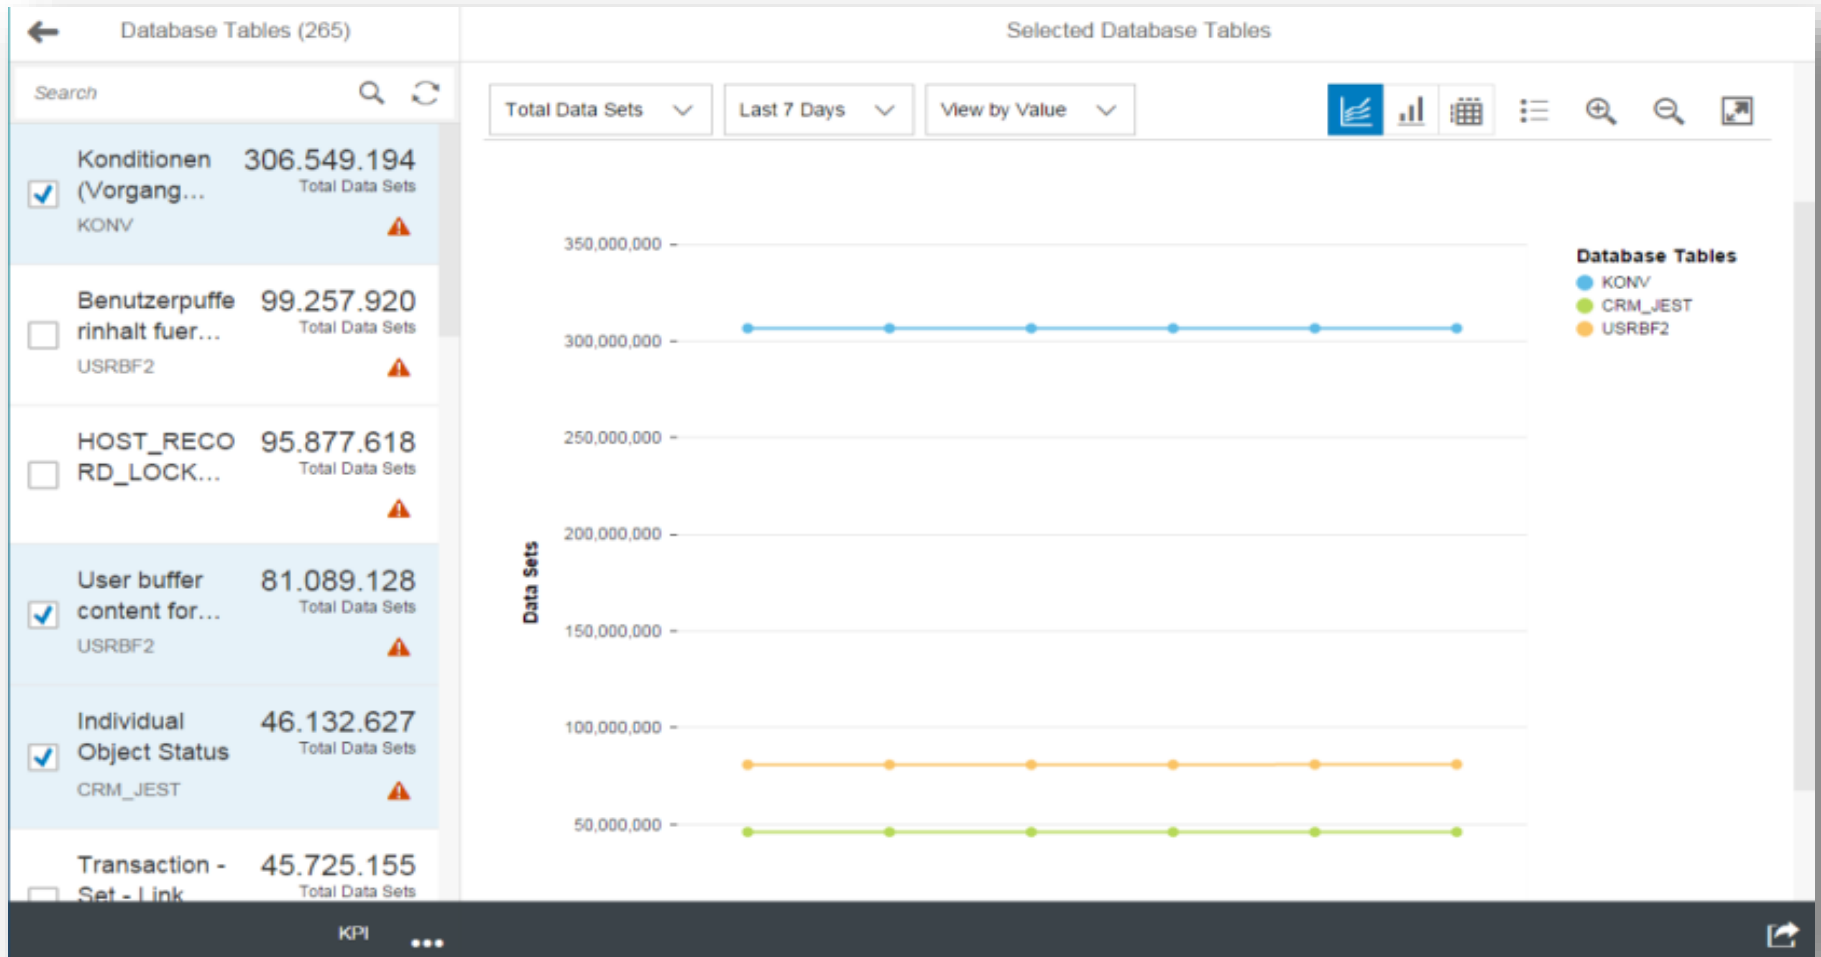 Database Tables (265)
Selected Database Tables
Search
Total Data Sets
Last 7 Days
View by Value
Konditionen
(Vorgang...
KONV
306.549.194
Total Data Sets
Benutzerpuffe
rinhalt fuer...
USRBF2
99.257.920
Total Data Sets
HOST_RECO
RD_LOCK...
95.877.618
Total Data Sets
User buffer
content for...
USRBF2
81.089.128
Total Data Sets
Individual
Object Status
CRM_JEST
46.132.627
Total Data Sets
Transaction -
Set - Link
45.725.155
Total Data Sets
KPI
...
Data Sets
350,000,000
300,000,000
250,000,000
200,000,000
150,000,000
100,000,000
50,000,000
Database Tables
KONV
CRM_JEST
USRBF2